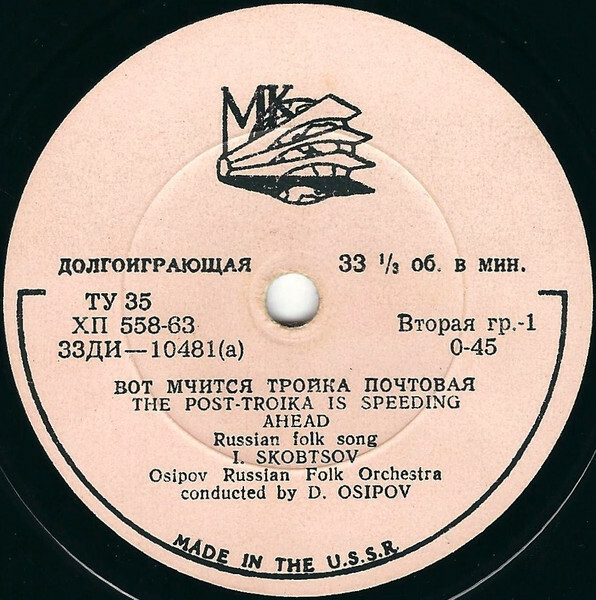 МК
ДОЛГОИГРАЮЩАЯ 33 ⅓ об. в мин.
ТУ 35
ХП 558-63 Вторая гр.-1
33ДИ—10481(а) 0-45
ВОТ МЧИТСЯ ТРОЙКА ПОЧТОВАЯ
THE POST-TROIKA IS SPEEDING
AHEAD
Russian folk song
I. SKOBTSOV
Osipov Russian Folk Orchestra
conducted by D. OSIPOV
MADE IN THE U.S.S.R.